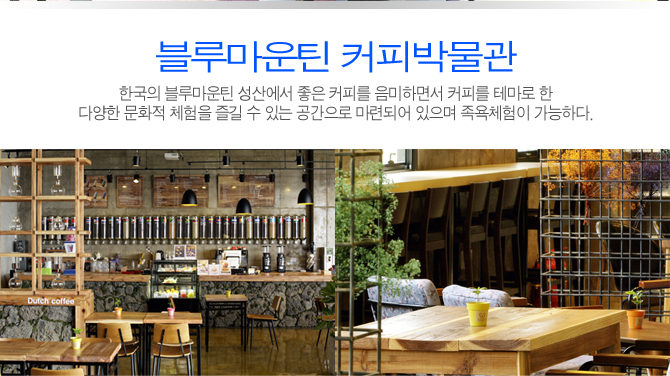 블루마운틴 커피박물관
한국의 블루마운틴 성산에서 좋은 커피를 음미하면서 커피를 테마로 한
다양한 문화적 체험을 즐길 수 있는 공간으로 마련되어 있으며 족욕체험이 가능하다.
Dutch coffee